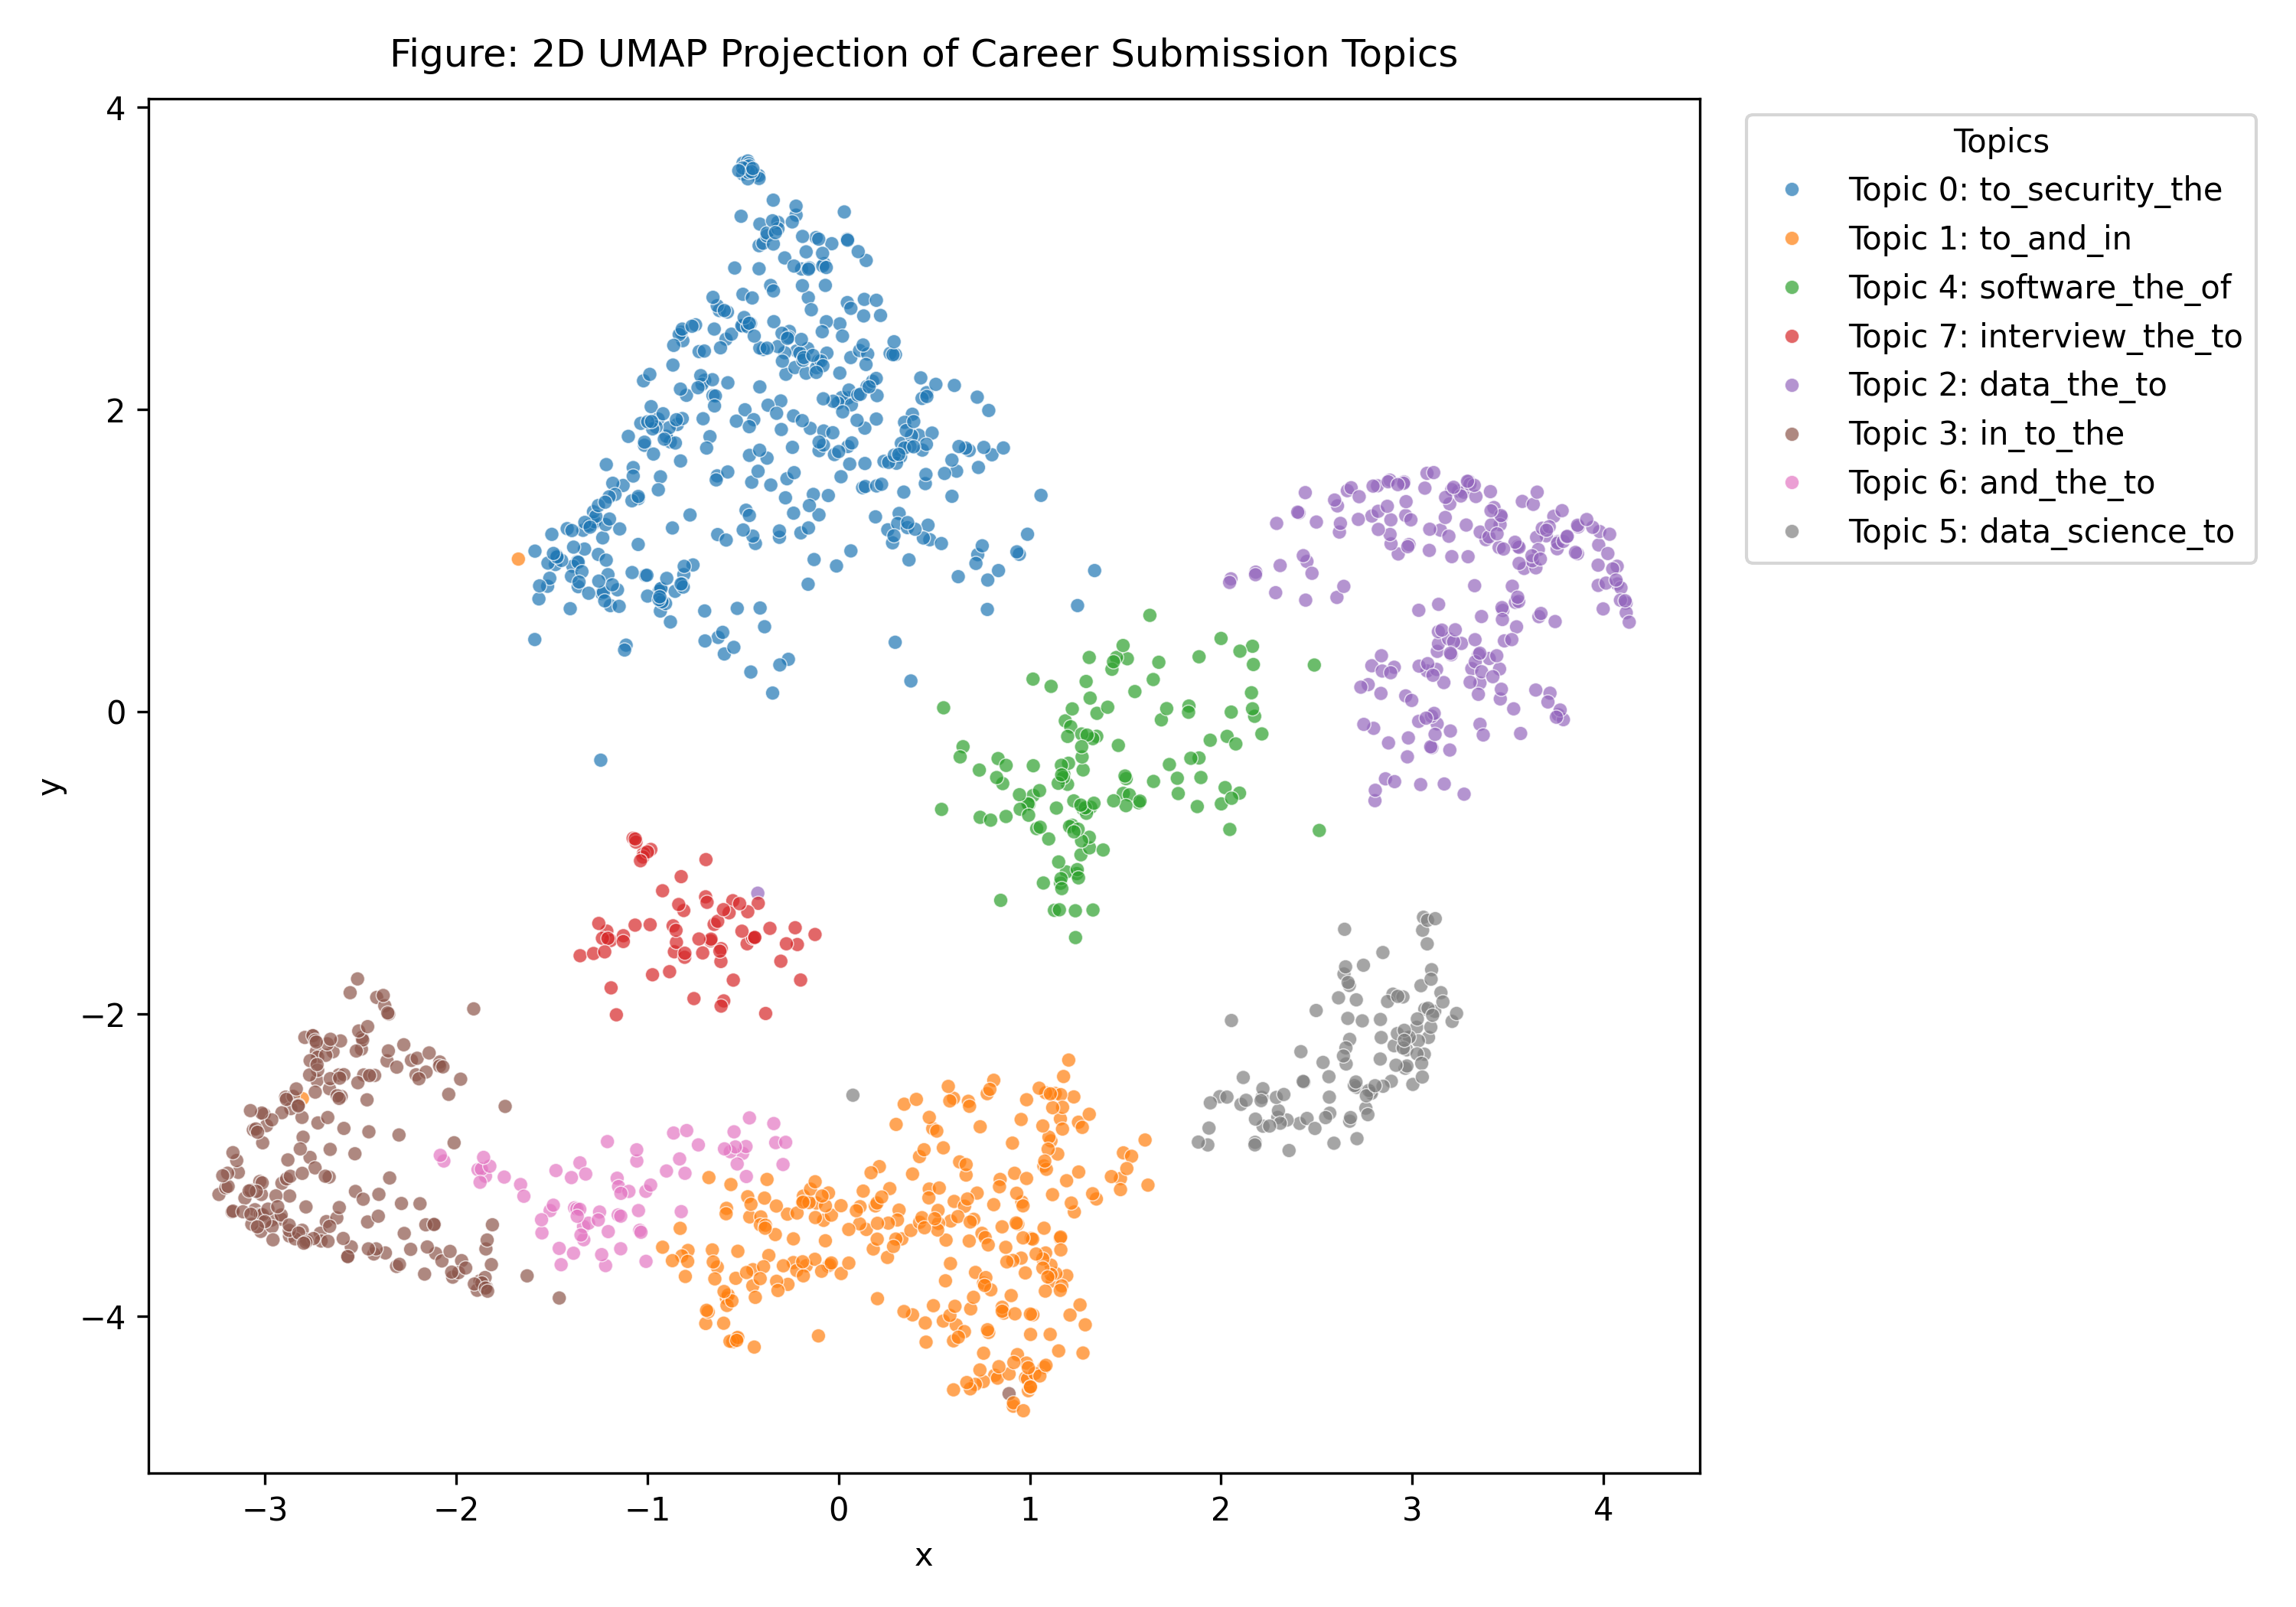 Figure: 2D UMAP Projection of Career Submission Topics
4
2
0
−2
−4
y
−3 −2 −1 0 1 2 3 4
x
Topics
Topic 0: to_security_the
Topic 1: to_and_in
Topic 4: software_the_of
Topic 7: interview_the_to
Topic 2: data_the_to
Topic 3: in_to_the
Topic 6: and_the_to
Topic 5: data_science_to